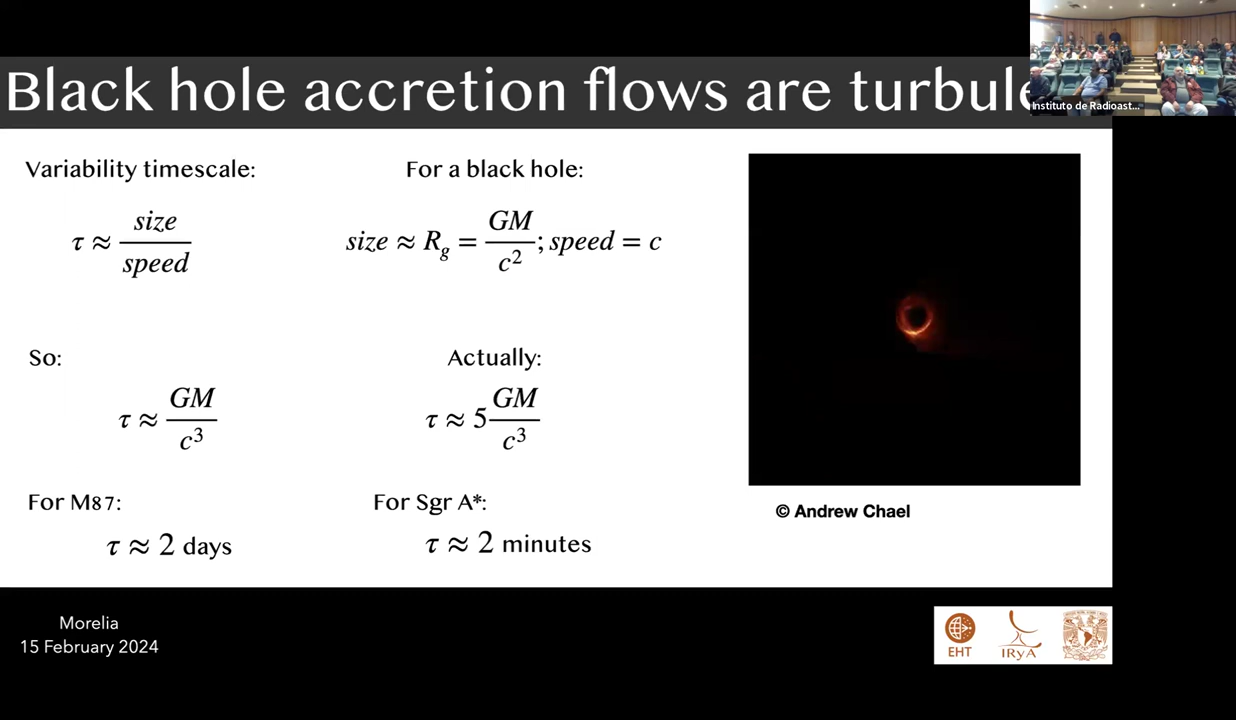 Black hole accretion flows are turbule
Instituto de Radioast...
Variability timescale:
τ ≈ size/speed
For a black hole:
size ≈ R_g = GM/c²; speed = c
So:
τ ≈ GM/c³
Actually:
τ ≈ 5 GM/c³
For M87:
τ ≈ 2 days
For Sgr A*:
τ ≈ 2 minutes
© Andrew Chael
Morelia
15 February 2024
EHT
IRyA